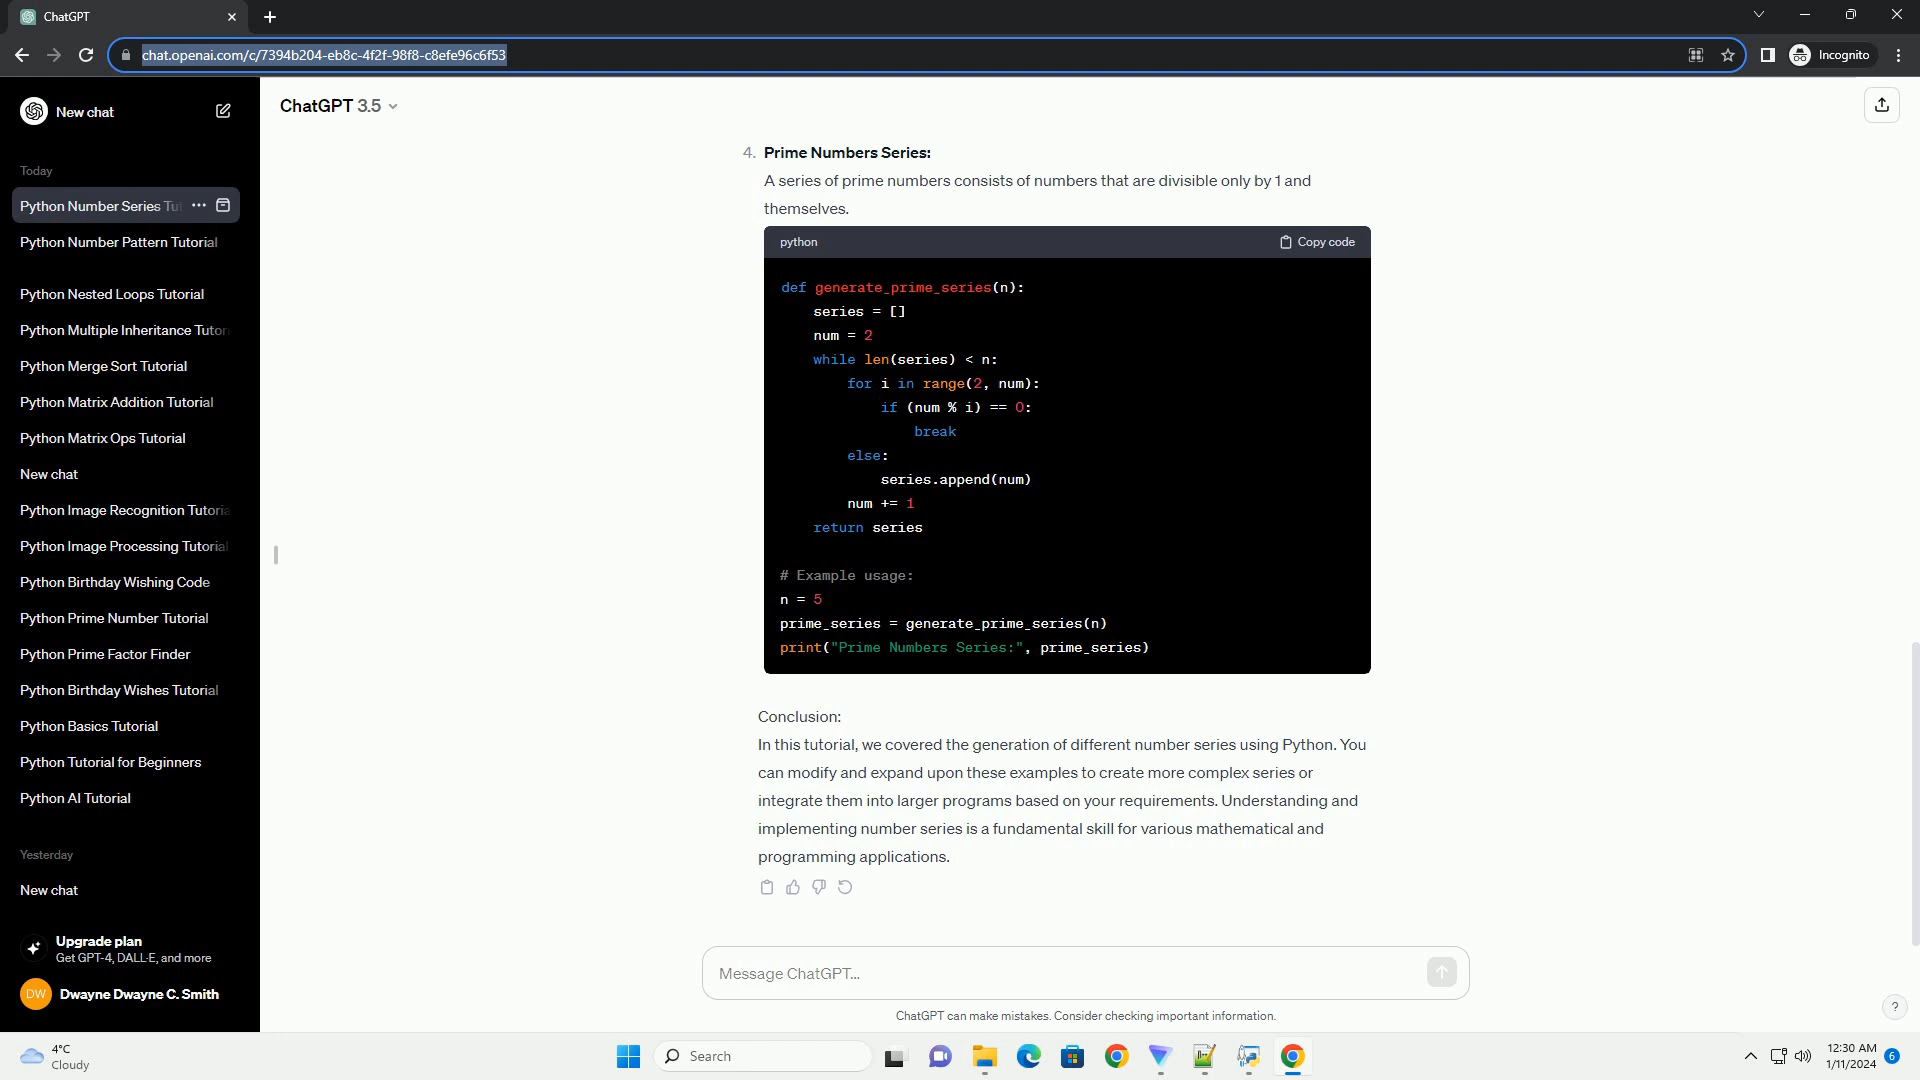 ChatGPT
chat.openai.com/c/7394b204-eb8c-4f2f-98f8-c8efe96c6f53
Incognito
New chat
Today
Python Number Series Tu
Python Number Pattern Tutorial
Python Nested Loops Tutorial
Python Multiple Inheritance Tutor
Python Merge Sort Tutorial
Python Matrix Addition Tutorial
Python Matrix Ops Tutorial
New chat
Python Image Recognition Tutoria
Python Image Processing Tutorial
Python Birthday Wishing Code
Python Prime Number Tutorial
Python Prime Factor Finder
Python Birthday Wishes Tutorial
Python Basics Tutorial
Python Tutorial for Beginners
Python AI Tutorial
Yesterday
New chat
Upgrade plan
Get GPT-4, DALL·E, and more
DW
Dwayne Dwayne C. Smith
ChatGPT 3.5
4. Prime Numbers Series:
A series of prime numbers consists of numbers that are divisible only by 1 and
themselves.
python
Copy code
def generate_prime_series(n):
    series = []
    num = 2
    while len(series) < n:
        for i in range(2, num):
            if (num % i) == 0:
                break
        else:
            series.append(num)
        num += 1
    return series
# Example usage:
n = 5
prime_series = generate_prime_series(n)
print("Prime Numbers Series:", prime_series)
Conclusion:
In this tutorial, we covered the generation of different number series using Python. You
can modify and expand upon these examples to create more complex series or
integrate them into larger programs based on your requirements. Understanding and
implementing number series is a fundamental skill for various mathematical and
programming applications.
Message ChatGPT...
ChatGPT can make mistakes. Consider checking important information.
?
4°C
Cloudy
Search
12:30 AM
1/11/2024
6